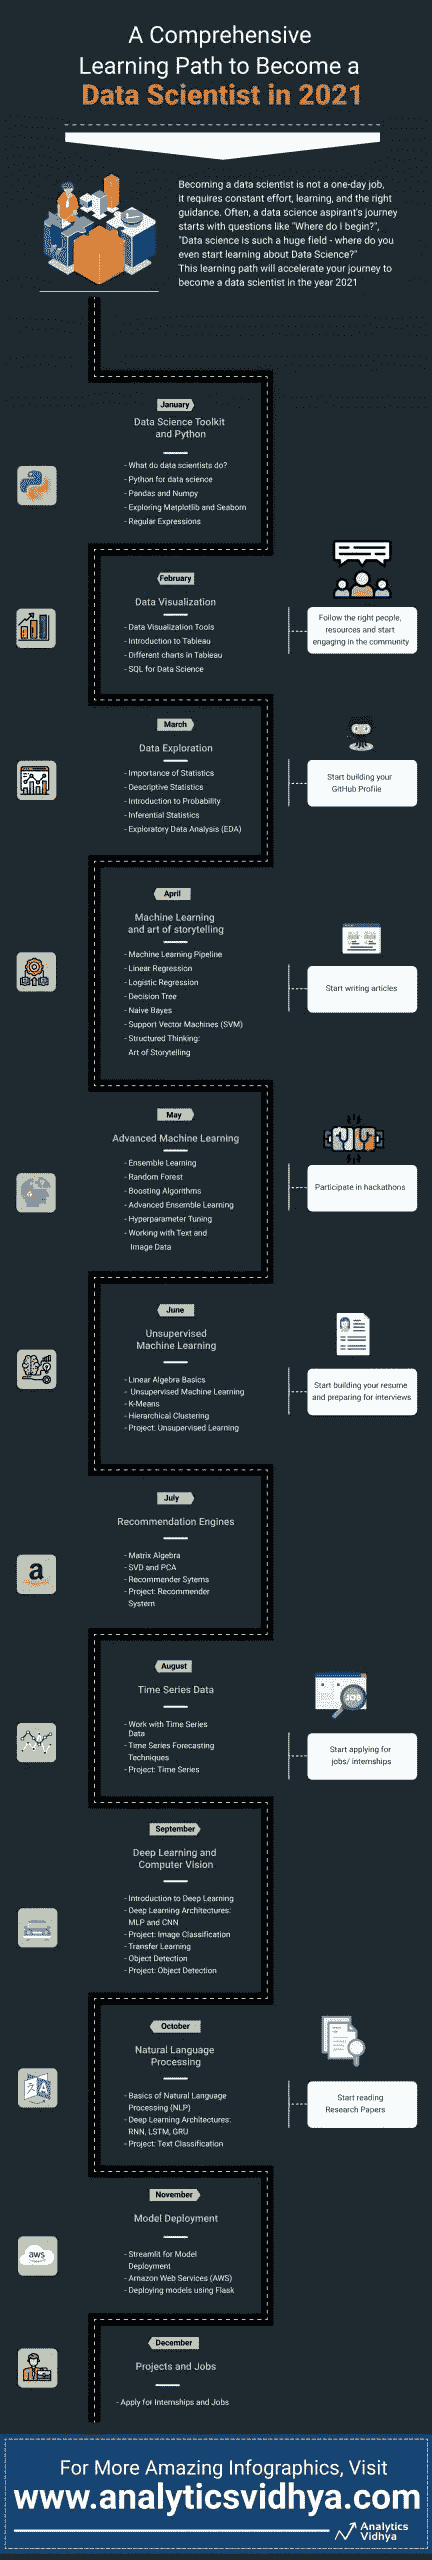 A Comprehensive
Learning Path to Become a
Data Scientist in 2021
Becoming a data scientist is not a one-day job,
it requires constant effort, learning, and the right
guidance. Often, a data science aspirant's journey
starts with questions like "Where do I begin?",
"Data science is such a huge field - where do you
even start learning about Data Science?"
This learning path will accelerate your journey to
become a data scientist in the year 2021
January
Data Science Toolkit
and Python
- What do data scientists do?
- Python for data science
- Pandas and Numpy
- Exploring Matplotlib and Seaborn
- Regular Expressions
February
Data Visualization
- Data Visualization Tools
- Introduction to Tableau
- Different charts in Tableau
- SQL for Data Science
Follow the right people,
resources and start
engaging in the community
March
Data Exploration
- Importance of Statistics
- Descriptive Statistics
- Introduction to Probability
- Inferential Statistics
- Exploratory Data Analysis (EDA)
Start building your
GitHub Profile
April
Machine Learning
and art of storytelling
- Machine Learning Pipeline
- Linear Regression
- Logistic Regression
- Decision Tree
- Naive Bayes
- Support Vector Machines (SVM)
- Structured Thinking:
Art of Storytelling
Start writing articles
May
Advanced Machine Learning
- Ensemble Learning
- Random Forest
- Boosting Algorithms
- Advanced Ensemble Learning
- Hyperparameter Tuning
- Working with Text and
Image Data
Participate in hackathons
June
Unsupervised
Machine Learning
- Linear Algebra Basics
- Unsupervised Machine Learning
- K-Means
- Hierarchical Clustering
- Project: Unsupervised Learning
Start building your resume
and preparing for interviews
July
Recommendation Engines
- Matrix Algebra
- SVD and PCA
- Recommender Sytems
- Project: Recommender
System
a
August
Time Series Data
- Work with Time Series
Data
- Time Series Forecasting
Techniques
- Project: Time Series
JOB
Start applying for
jobs/ internships
September
Deep Learning and
Computer Vision
- Introduction to Deep Learning
- Deep Learning Architectures:
MLP and CNN
- Project: Image Classification
- Transfer Learning
- Object Detection
- Project: Object Detection
October
Natural Language
Processing
- Basics of Natural Language
Processing (NLP)
- Deep Learning Architectures:
RNN, LSTM, GRU
- Project: Text Classification
A
Start reading
Research Papers
November
Model Deployment
- Streamlit for Model
Deployment
- Amazon Web Services (AWS)
- Deploying models using Flask
aws
December
Projects and Jobs
- Apply for Internships and Jobs
For More Amazing Infographics, Visit
www.analyticsvidhya.com
Analytics
Vidhya